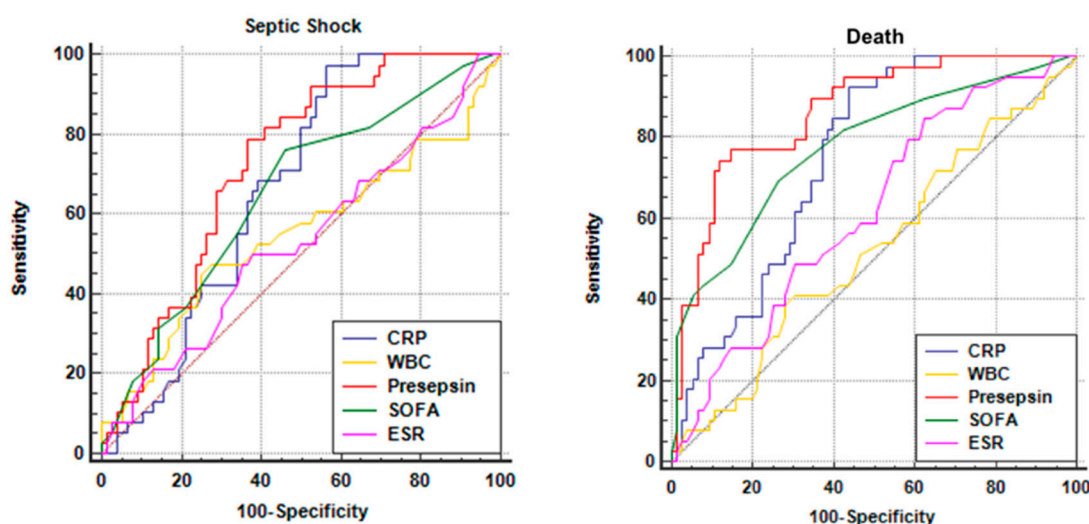 Septic Shock
100
80
60
40
20
0
Sensitivity
CRP
WBC
Presepsin
SOFA
ESR
0 20 40 60 80 100
100-Specificity
Death
100
80
60
40
20
0
Sensitivity
CRP
WBC
Presepsin
SOFA
ESR
0 20 40 60 80 100
100-Specificity